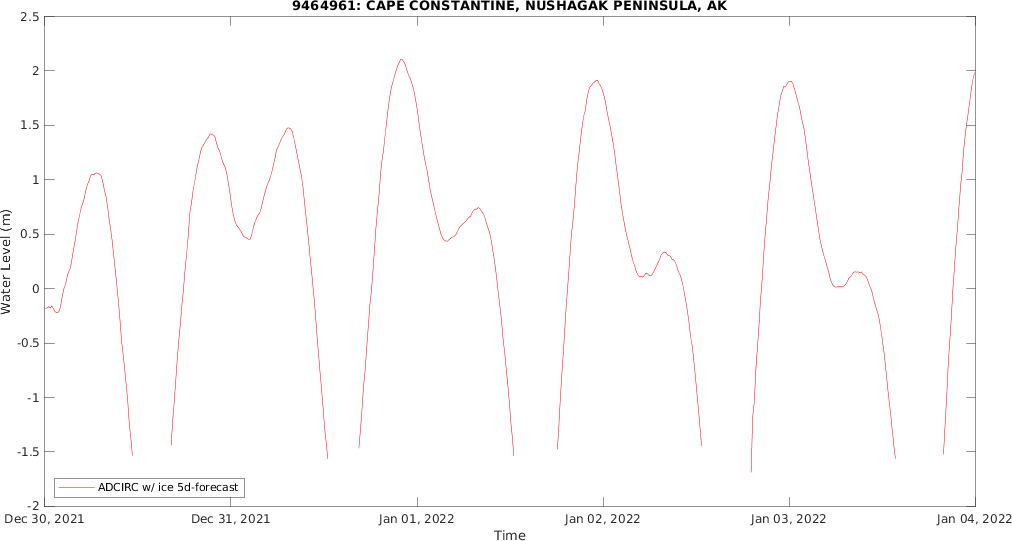 9464961: CAPE CONSTANTINE, NUSHAGAK PENINSULA, AK
2.5
2
1.5
1
0.5
0
-0.5
-1
-1.5
-2
Water Level (m)
ADCIRC w/ ice 5d-forecast
Dec 30, 2021
Dec 31, 2021
Jan 01, 2022
Jan 02, 2022
Jan 03, 2022
Jan 04, 2022
Time